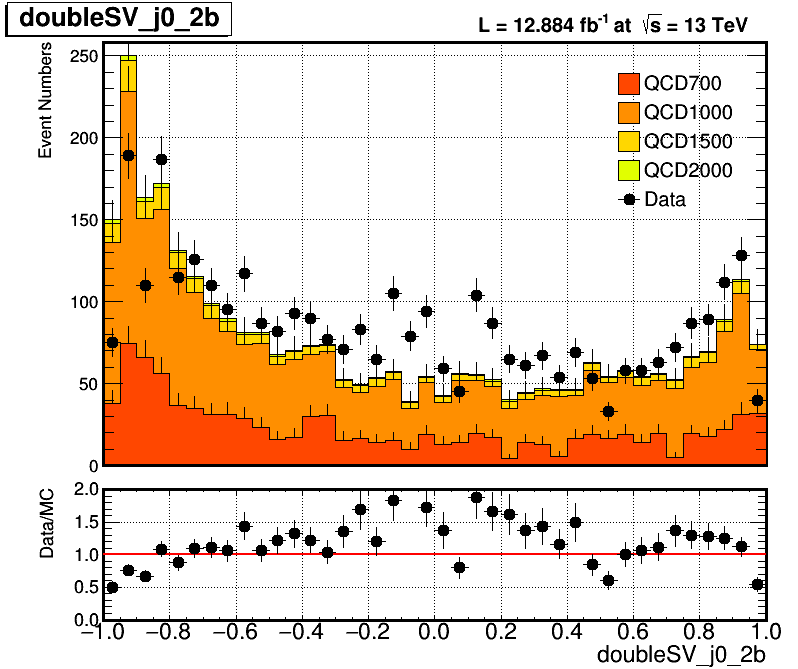 doubleSV_j0_2b
L = 12.884 fb⁻¹ at √s = 13 TeV
Event Numbers
250
200
150
100
50
0
QCD700
QCD1000
QCD1500
QCD2000
Data
Data/MC
2.0
1.5
1.0
0.5
0.0
−1.0 −0.8 −0.6 −0.4 −0.2 0.0 0.2 0.4 0.6 0.8 1.0
doubleSV_j0_2b